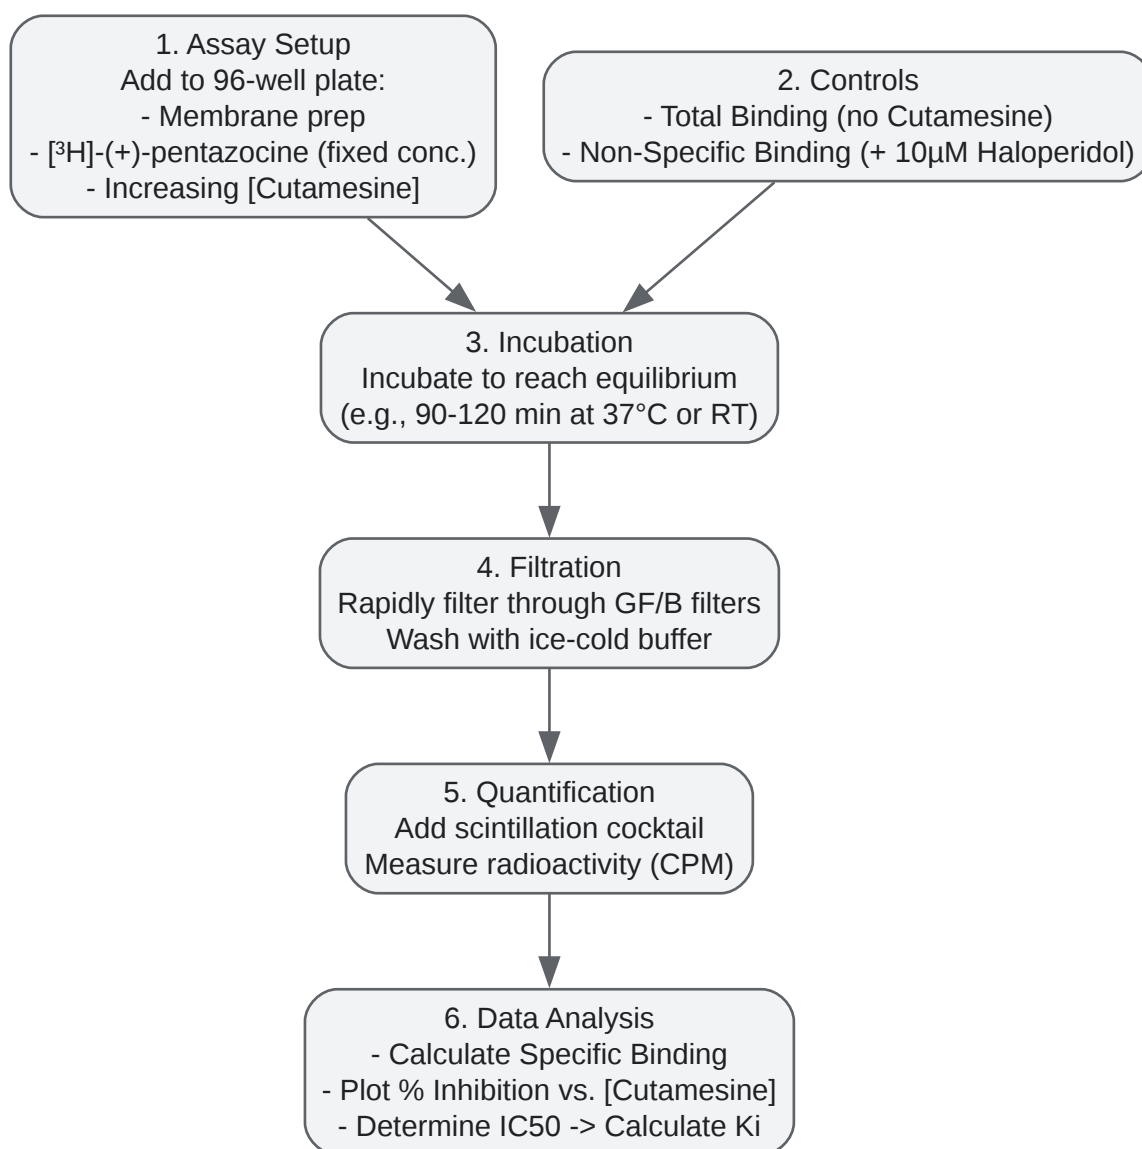 1. Assay Setup
Add to 96-well plate:
- Membrane prep
- [³H]-(+)-pentazocine (fixed conc.)
- Increasing [Cutamesine]
2. Controls
- Total Binding (no Cutamesine)
- Non-Specific Binding (+ 10µM Haloperidol)
3. Incubation
Incubate to reach equilibrium
(e.g., 90-120 min at 37°C or RT)
4. Filtration
Rapidly filter through GF/B filters
Wash with ice-cold buffer
5. Quantification
Add scintillation cocktail
Measure radioactivity (CPM)
6. Data Analysis
- Calculate Specific Binding
- Plot % Inhibition vs. [Cutamesine]
- Determine IC50 -> Calculate Ki